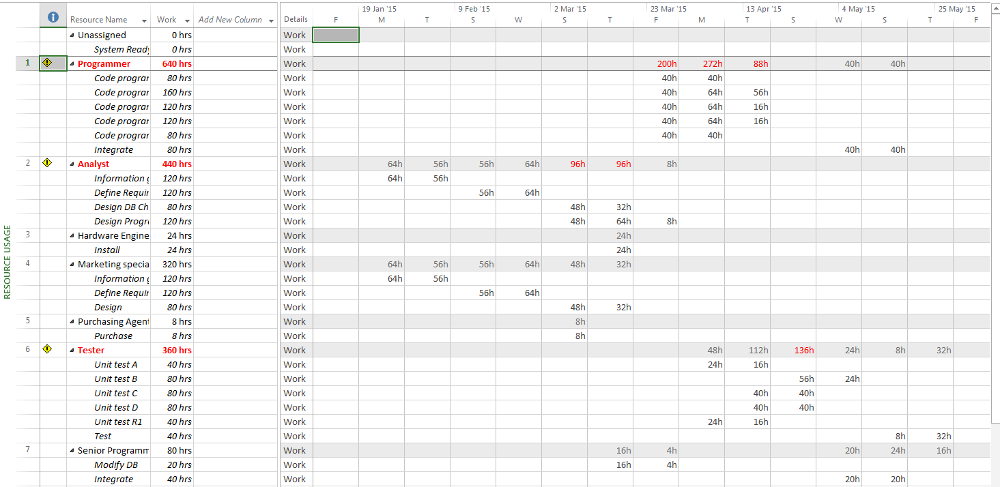 19 Jan '15 9 Feb '15 2 Mar '15 23 Mar '15 13 Apr '15 4 May '15 25 May '15
Resource Name Work Add New Column Details F M T S W S T F M T S W S T F
Unassigned 0 hrs Work
System Ready 0 hrs Work
1 Programmer 640 hrs Work 200h 272h 88h 40h 40h
Code progra 80 hrs Work 40h 40h
Code progra 160 hrs Work 40h 64h 56h
Code progra 120 hrs Work 40h 64h 16h
Code progra 120 hrs Work 40h 64h 16h
Code progra 80 hrs Work 40h 40h
Integrate 80 hrs Work 40h 40h
2 Analyst 440 hrs Work 64h 56h 56h 64h 96h 96h 8h
Information 120 hrs Work 64h 56h
Define Requir 120 hrs Work 56h 64h
Design DB Ch 80 hrs Work 48h 32h
Design Progr 120 hrs Work 48h 64h 8h
3 Hardware Engine 24 hrs Work 24h
Install 24 hrs Work 24h
4 Marketing specia 320 hrs Work 64h 56h 56h 64h 48h 32h
Information 120 hrs Work 64h 56h
Define Requir 120 hrs Work 56h 64h
Design 80 hrs Work 48h 32h
5 Purchasing Agent 8 hrs Work 8h
Purchase 8 hrs Work 8h
6 Tester 360 hrs Work 48h 112h 136h 24h 8h 32h
Unit test A 40 hrs Work 24h 16h
Unit test B 80 hrs Work 56h 24h
Unit test C 80 hrs Work 40h 40h
Unit test D 80 hrs Work 40h 40h
Unit test R1 40 hrs Work 24h 16h
Test 40 hrs Work 8h 32h
7 Senior Programm 80 hrs Work 16h 4h 20h 24h 16h
Modify DB 20 hrs Work 16h 4h
Integrate 40 hrs Work 20h 20h
RESOURCE USAGE